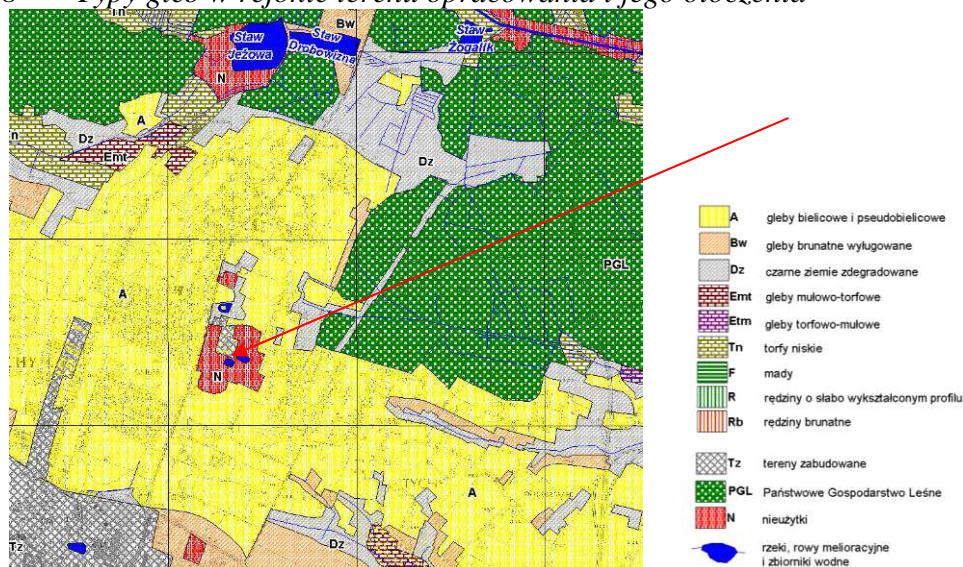 Typy gleb w rejonie terenu opracowania i jego otoczenia
Tn
Bw
Staw
Jeżowa
Staw
Drobowizna
Staw
Żogalik
N
A
Dz
Emt
Dz
PGL
A
N
TYCHY
A
Dz
Tz
A gleby bielicowe i pseudobielicowe
Bw gleby brunatne wyługowane
Dz czarne ziemie zdegradowane
Emt gleby mułowo-torfowe
Etm gleby torfowo-mułowe
Tn torfy niskie
F mady
R rędziny o słabo wykształconym profilu
Rb rędziny brunatne
Tz tereny zabudowane
PGL Państwowe Gospodarstwo Leśne
N nieużytki
rzeki, rowy melioracyjne
i zbiorniki wodne